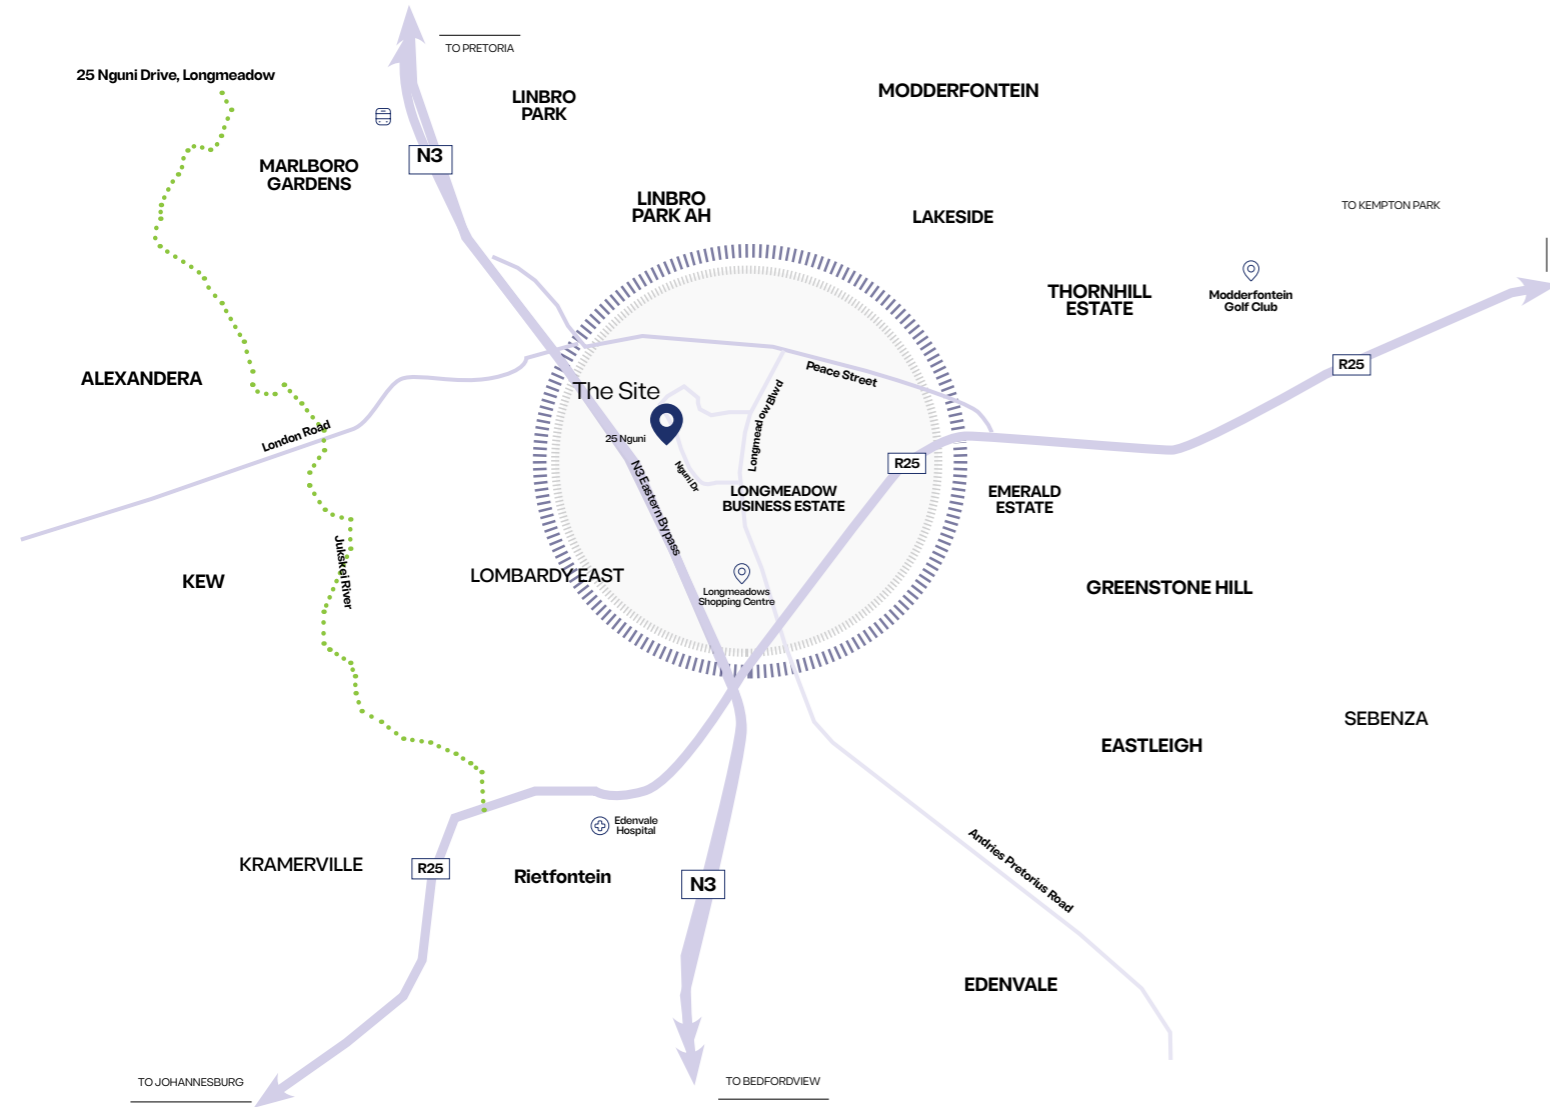 TO PRETORIA
25 Nguni Drive, Longmeadow
MODDERFONTEIN
LINBRO
PARK
N3
MARLBORO
GARDENS
LINBRO
PARK AH
LAKESIDE
TO KEMPTON PARK
THORNHILL
ESTATE
Modderfontein
Golf Club
R25
Peace Street
ALEXANDERA
The Site
Longmeadow Blwd
London Road
25 Nguni
Nguni Dr
R25
N3 Eastern Bypass
LONGMEADOW
BUSINESS ESTATE
EMERALD
ESTATE
Jukskei River
KEW
LOMBARDY EAST
Longmeadows
Shopping Centre
GREENSTONE HILL
SEBENZA
EASTLEIGH
Edenvale
Hospital
Andries Pretorius Road
KRAMERVILLE
R25
Rietfontein
N3
EDENVALE
TO JOHANNESBURG
TO BEDFORDVIEW